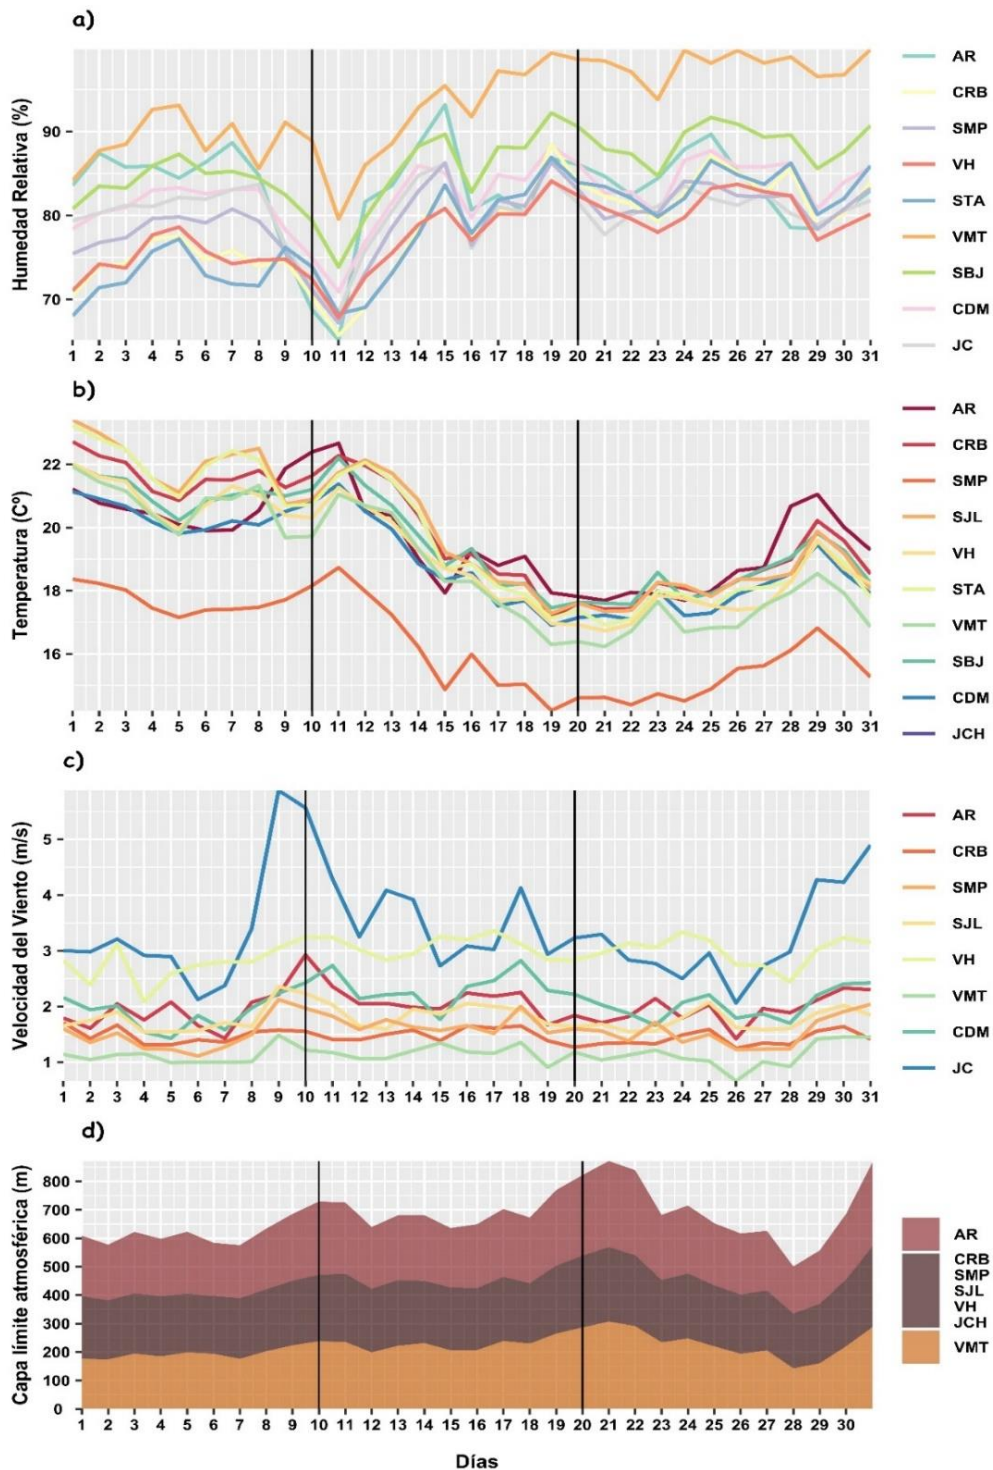 a)
Humedad Relativa (%)
90
80
70
1 2 3 4 5 6 7 8 9 10 11 12 13 14 15 16 17 18 19 20 21 22 23 24 25 26 27 28 29 30 31
AR
CRB
SMP
VH
STA
VMT
SBJ
CDM
JC
b)
Temperatura (Cº)
22
20
18
16
1 2 3 4 5 6 7 8 9 10 11 12 13 14 15 16 17 18 19 20 21 22 23 24 25 26 27 28 29 30 31
AR
CRB
SMP
SJL
VH
STA
VMT
SBJ
CDM
JCH
c)
Velocidad del Viento (m/s)
5
4
3
2
1
1 2 3 4 5 6 7 8 9 10 11 12 13 14 15 16 17 18 19 20 21 22 23 24 25 26 27 28 29 30 31
AR
CRB
SMP
SJL
VH
VMT
CDM
JC
d)
Capa límite atmosférica (m)
800
700
600
500
400
300
200
100
0
1 2 3 4 5 6 7 8 9 10 11 12 13 14 15 16 17 18 19 20 21 22 23 24 25 26 27 28 29 30
AR
CRB
SMP
SJL
VH
JCH
VMT
Días